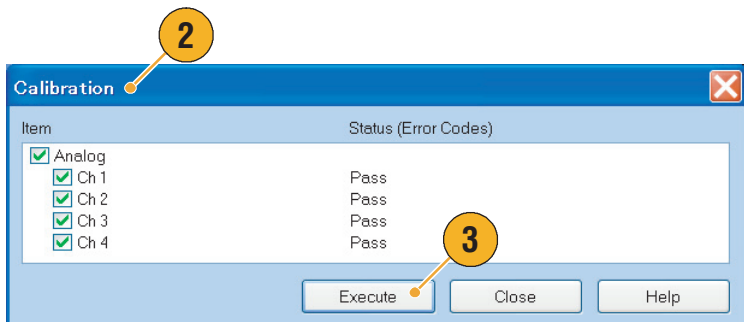 2
Calibration
Item Status (Error Codes)
Analog
Ch 1 Pass
Ch 2 Pass
Ch 3 Pass
Ch 4 Pass
3
Execute Close Help